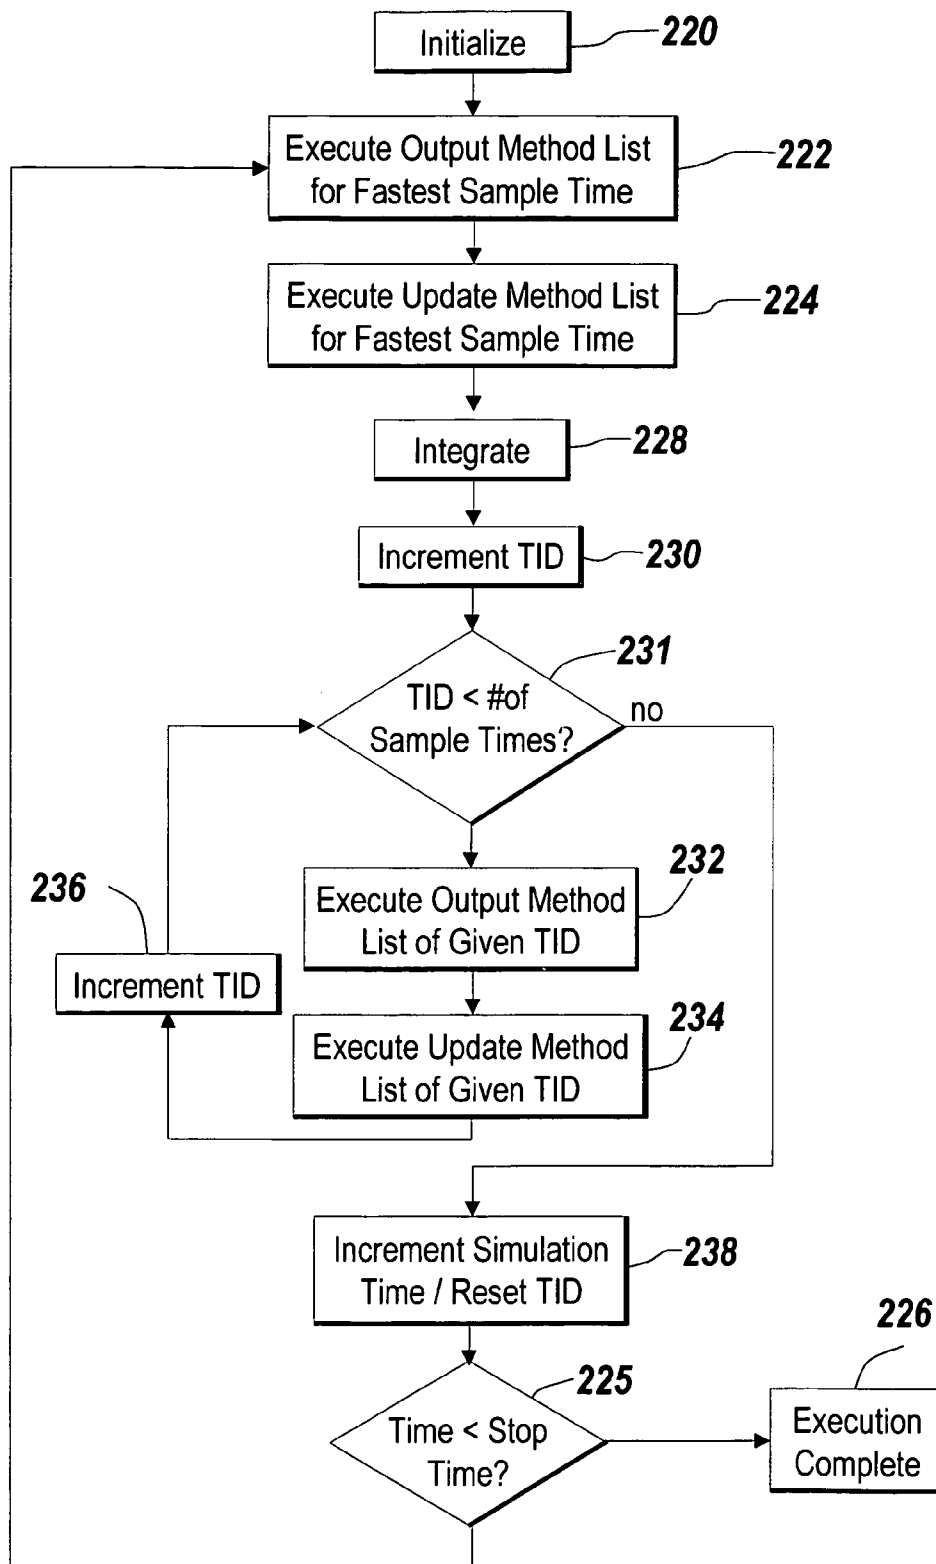 Initialize
220
Execute Output Method List
for Fastest Sample Time
222
Execute Update Method List
for Fastest Sample Time
224
Integrate
228
Increment TID
230
231
TID < #of
Sample Times?
no
232
Execute Output Method
List of Given TID
236
Increment TID
234
Execute Update Method
List of Given TID
Increment Simulation
Time / Reset TID
238
226
225
Time < Stop
Time?
Execution
Complete